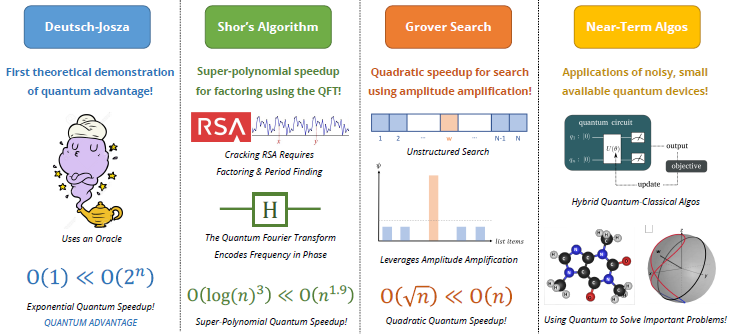 Deutsch-Josza
First theoretical demonstration
of quantum advantage!
Uses an Oracle
O(1) ≪ O(2ⁿ)
Exponential Quantum Speedup!
QUANTUM ADVANTAGE
Shor's Algorithm
Super-polynomial speedup
for factoring using the QFT!
RSA
x y
Cracking RSA Requires
Factoring & Period Finding
H
The Quantum Fourier Transform
Encodes Frequency in Phase
O(log(n)³) ≪ O(n¹·⁹)
Super-Polynomial Quantum Speedup!
Grover Search
Quadratic speedup for search
using amplitude amplification!
1 2 ... w ... N-1 N
Unstructured Search
ψ
list items
Leverages Amplitude Amplification
O(√n) ≪ O(n)
Quadratic Quantum Speedup!
Near-Term Algos
Applications of noisy, small
available quantum devices!
quantum circuit
q₁ : |0⟩
U(θ)
qₙ : |0⟩
output
objective
update
Hybrid Quantum-Classical Algos
Using Quantum to Solve Important Problems!